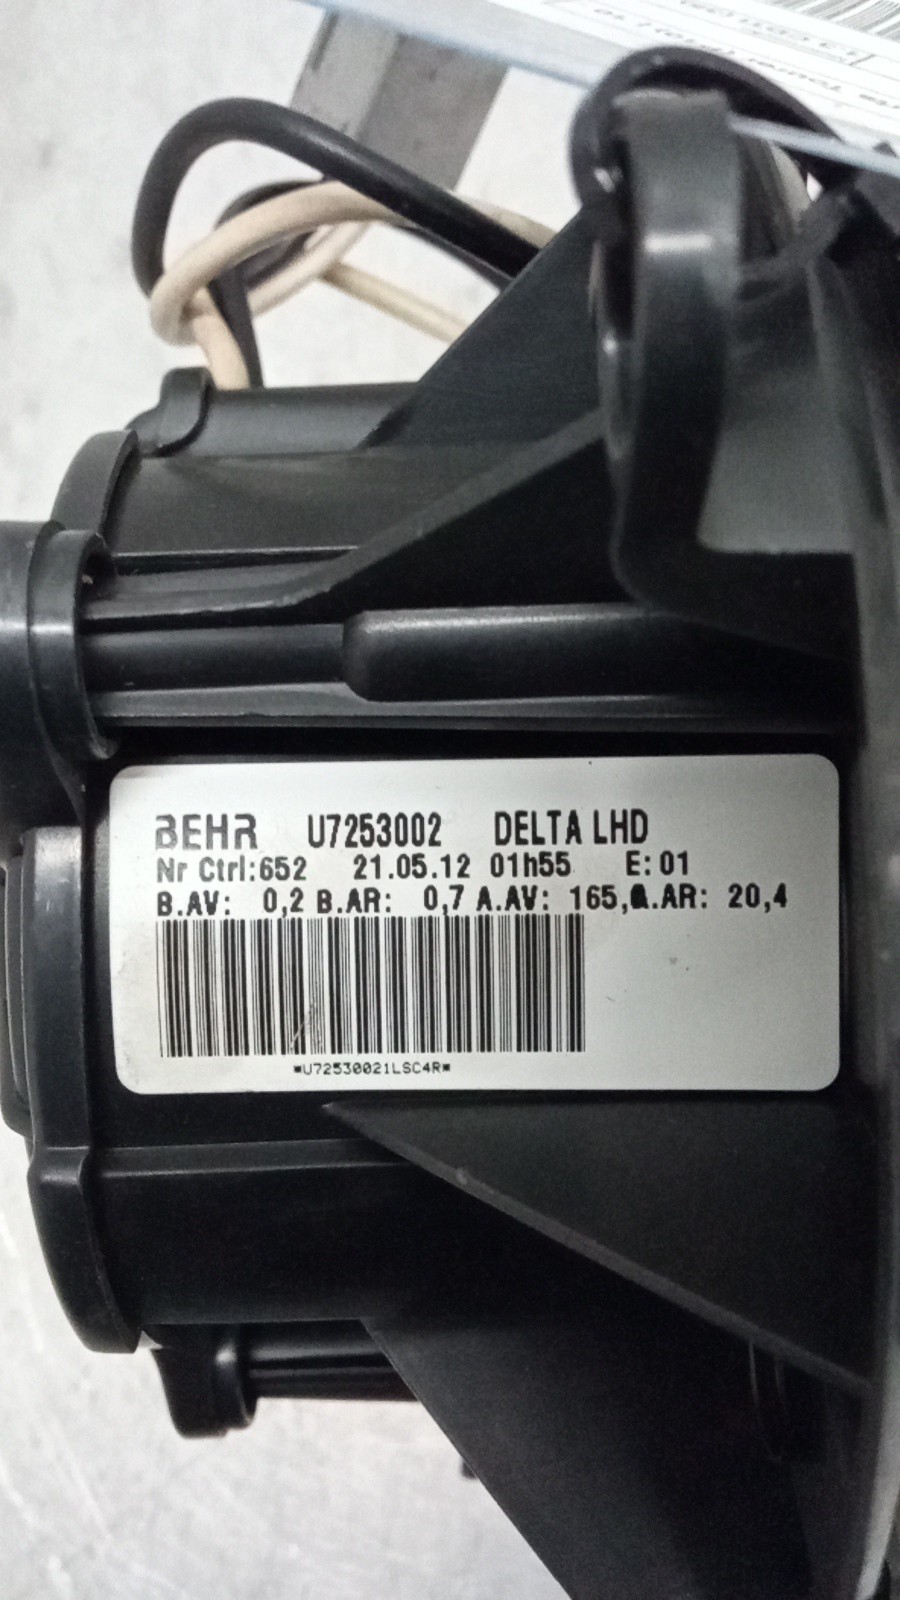 BEHR U7253002 DELTA LHD
Nr Ctrl:652 21.05.12 01h55 E: 01
B.AV: 0,2 B.AR: 0,7 A.AV: 165, A.AR: 20,4
*U72530021LSC4R*